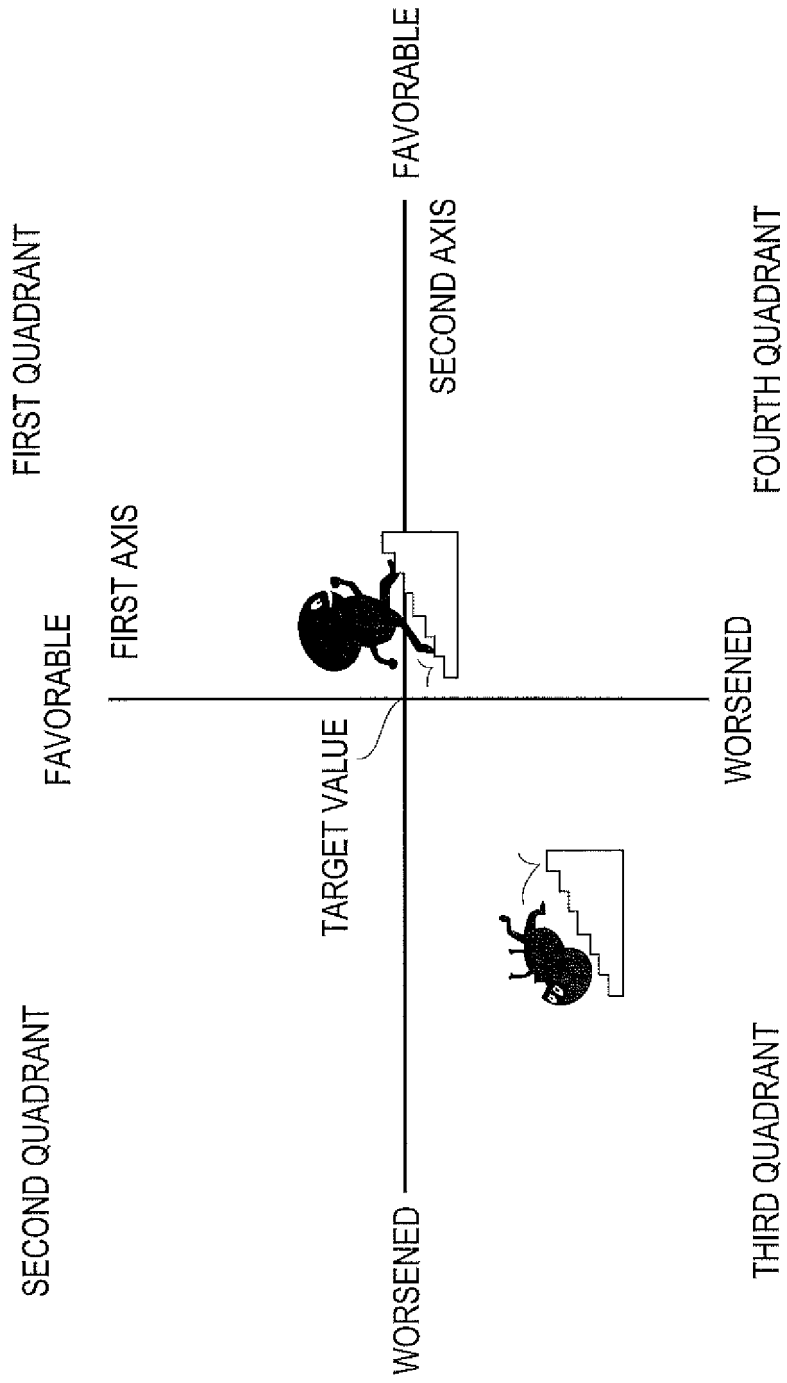 SECOND QUADRANT
FIRST QUADRANT
FAVORABLE
FIRST AXIS
TARGET VALUE
WORSENED
FAVORABLE
SECOND AXIS
WORSENED
THIRD QUADRANT
FOURTH QUADRANT